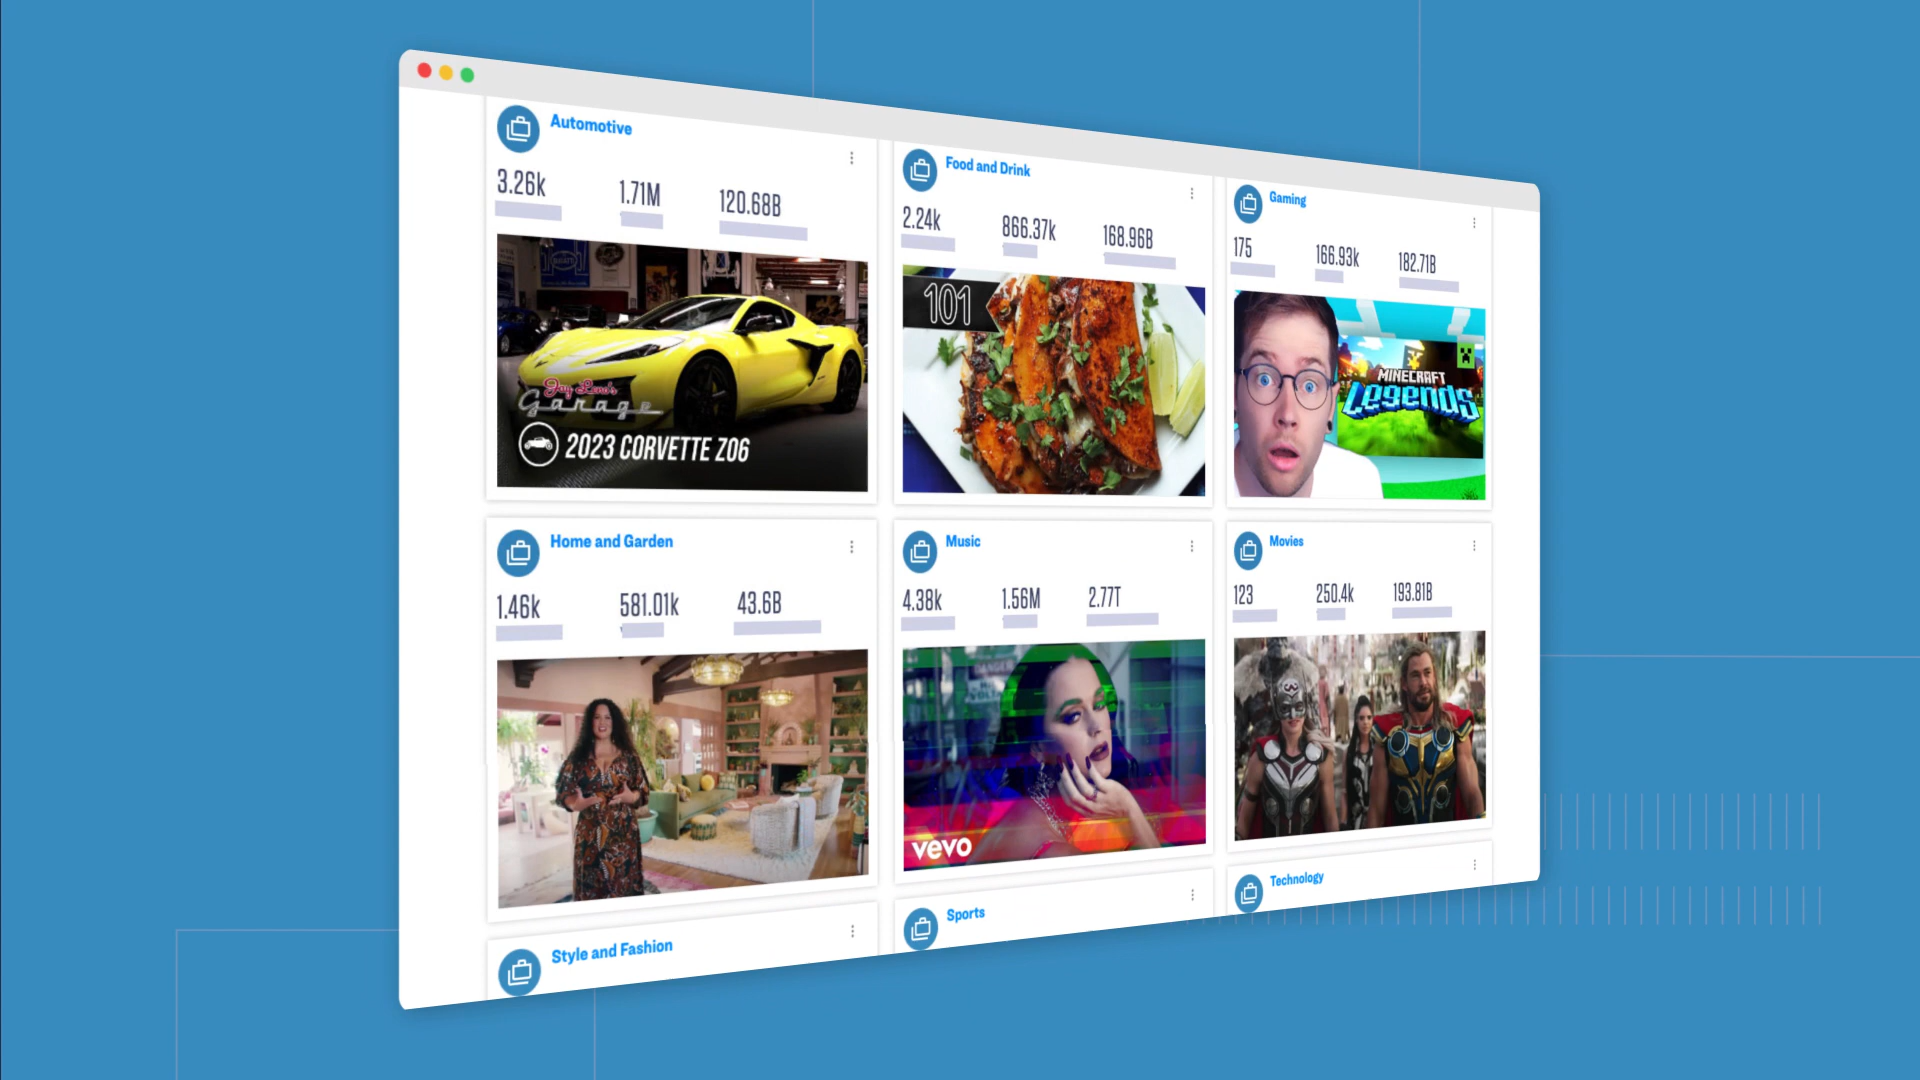 Automotive
3.26k 1.71M 120.68B
Jay Leno's
Garage
2023 CORVETTE Z06
Food and Drink
2.24k 866.37k 168.96B
101
Gaming
175 166.93k 182.71B
MINECRAFT
Legends
Home and Garden
1.46k 581.01k 43.6B
Music
4.38k 1.56M 2.77T
DANGER
vevo
Movies
123 250.4k 193.81B
Style and Fashion
Sports
Technology